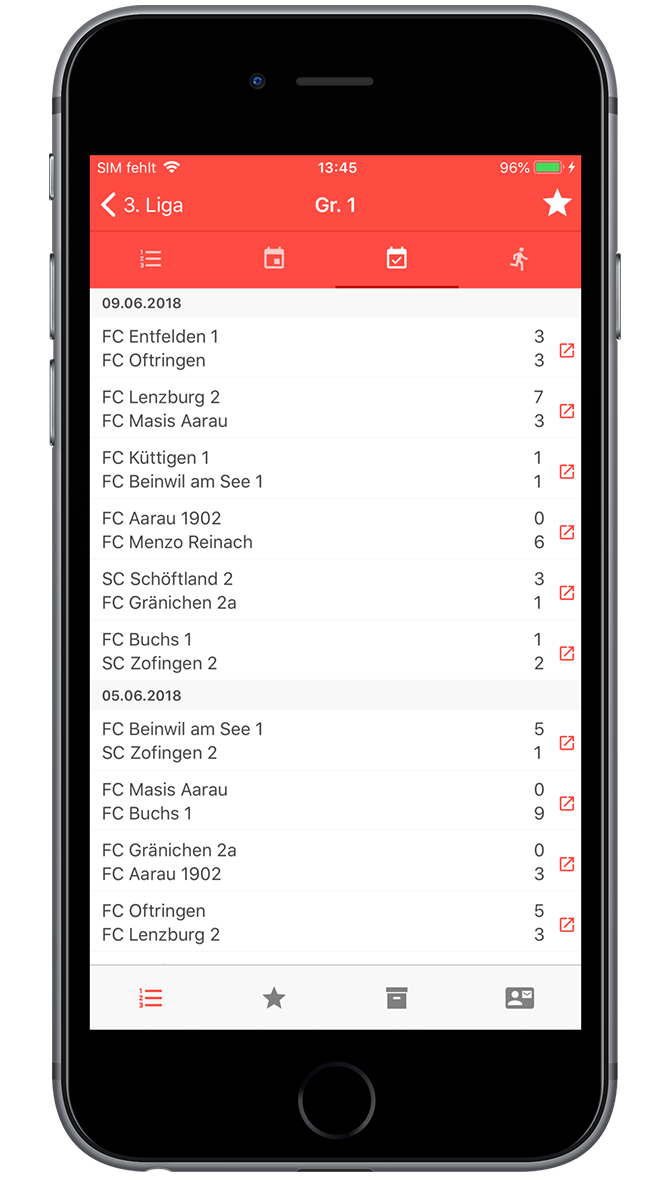 SIM fehlt 13:45 96%
3. Liga Gr. 1
09.06.2018
FC Entfelden 1 3
FC Oftringen 3
FC Lenzburg 2 7
FC Masis Aarau 3
FC Küttigen 1 1
FC Beinwil am See 1 1
FC Aarau 1902 0
FC Menzo Reinach 6
SC Schöftland 2 3
FC Gränichen 2a 1
FC Buchs 1 1
SC Zofingen 2 2
05.06.2018
FC Beinwil am See 1 5
SC Zofingen 2 1
FC Masis Aarau 0
FC Buchs 1 9
FC Gränichen 2a 0
FC Aarau 1902 3
FC Oftringen 5
FC Lenzburg 2 3